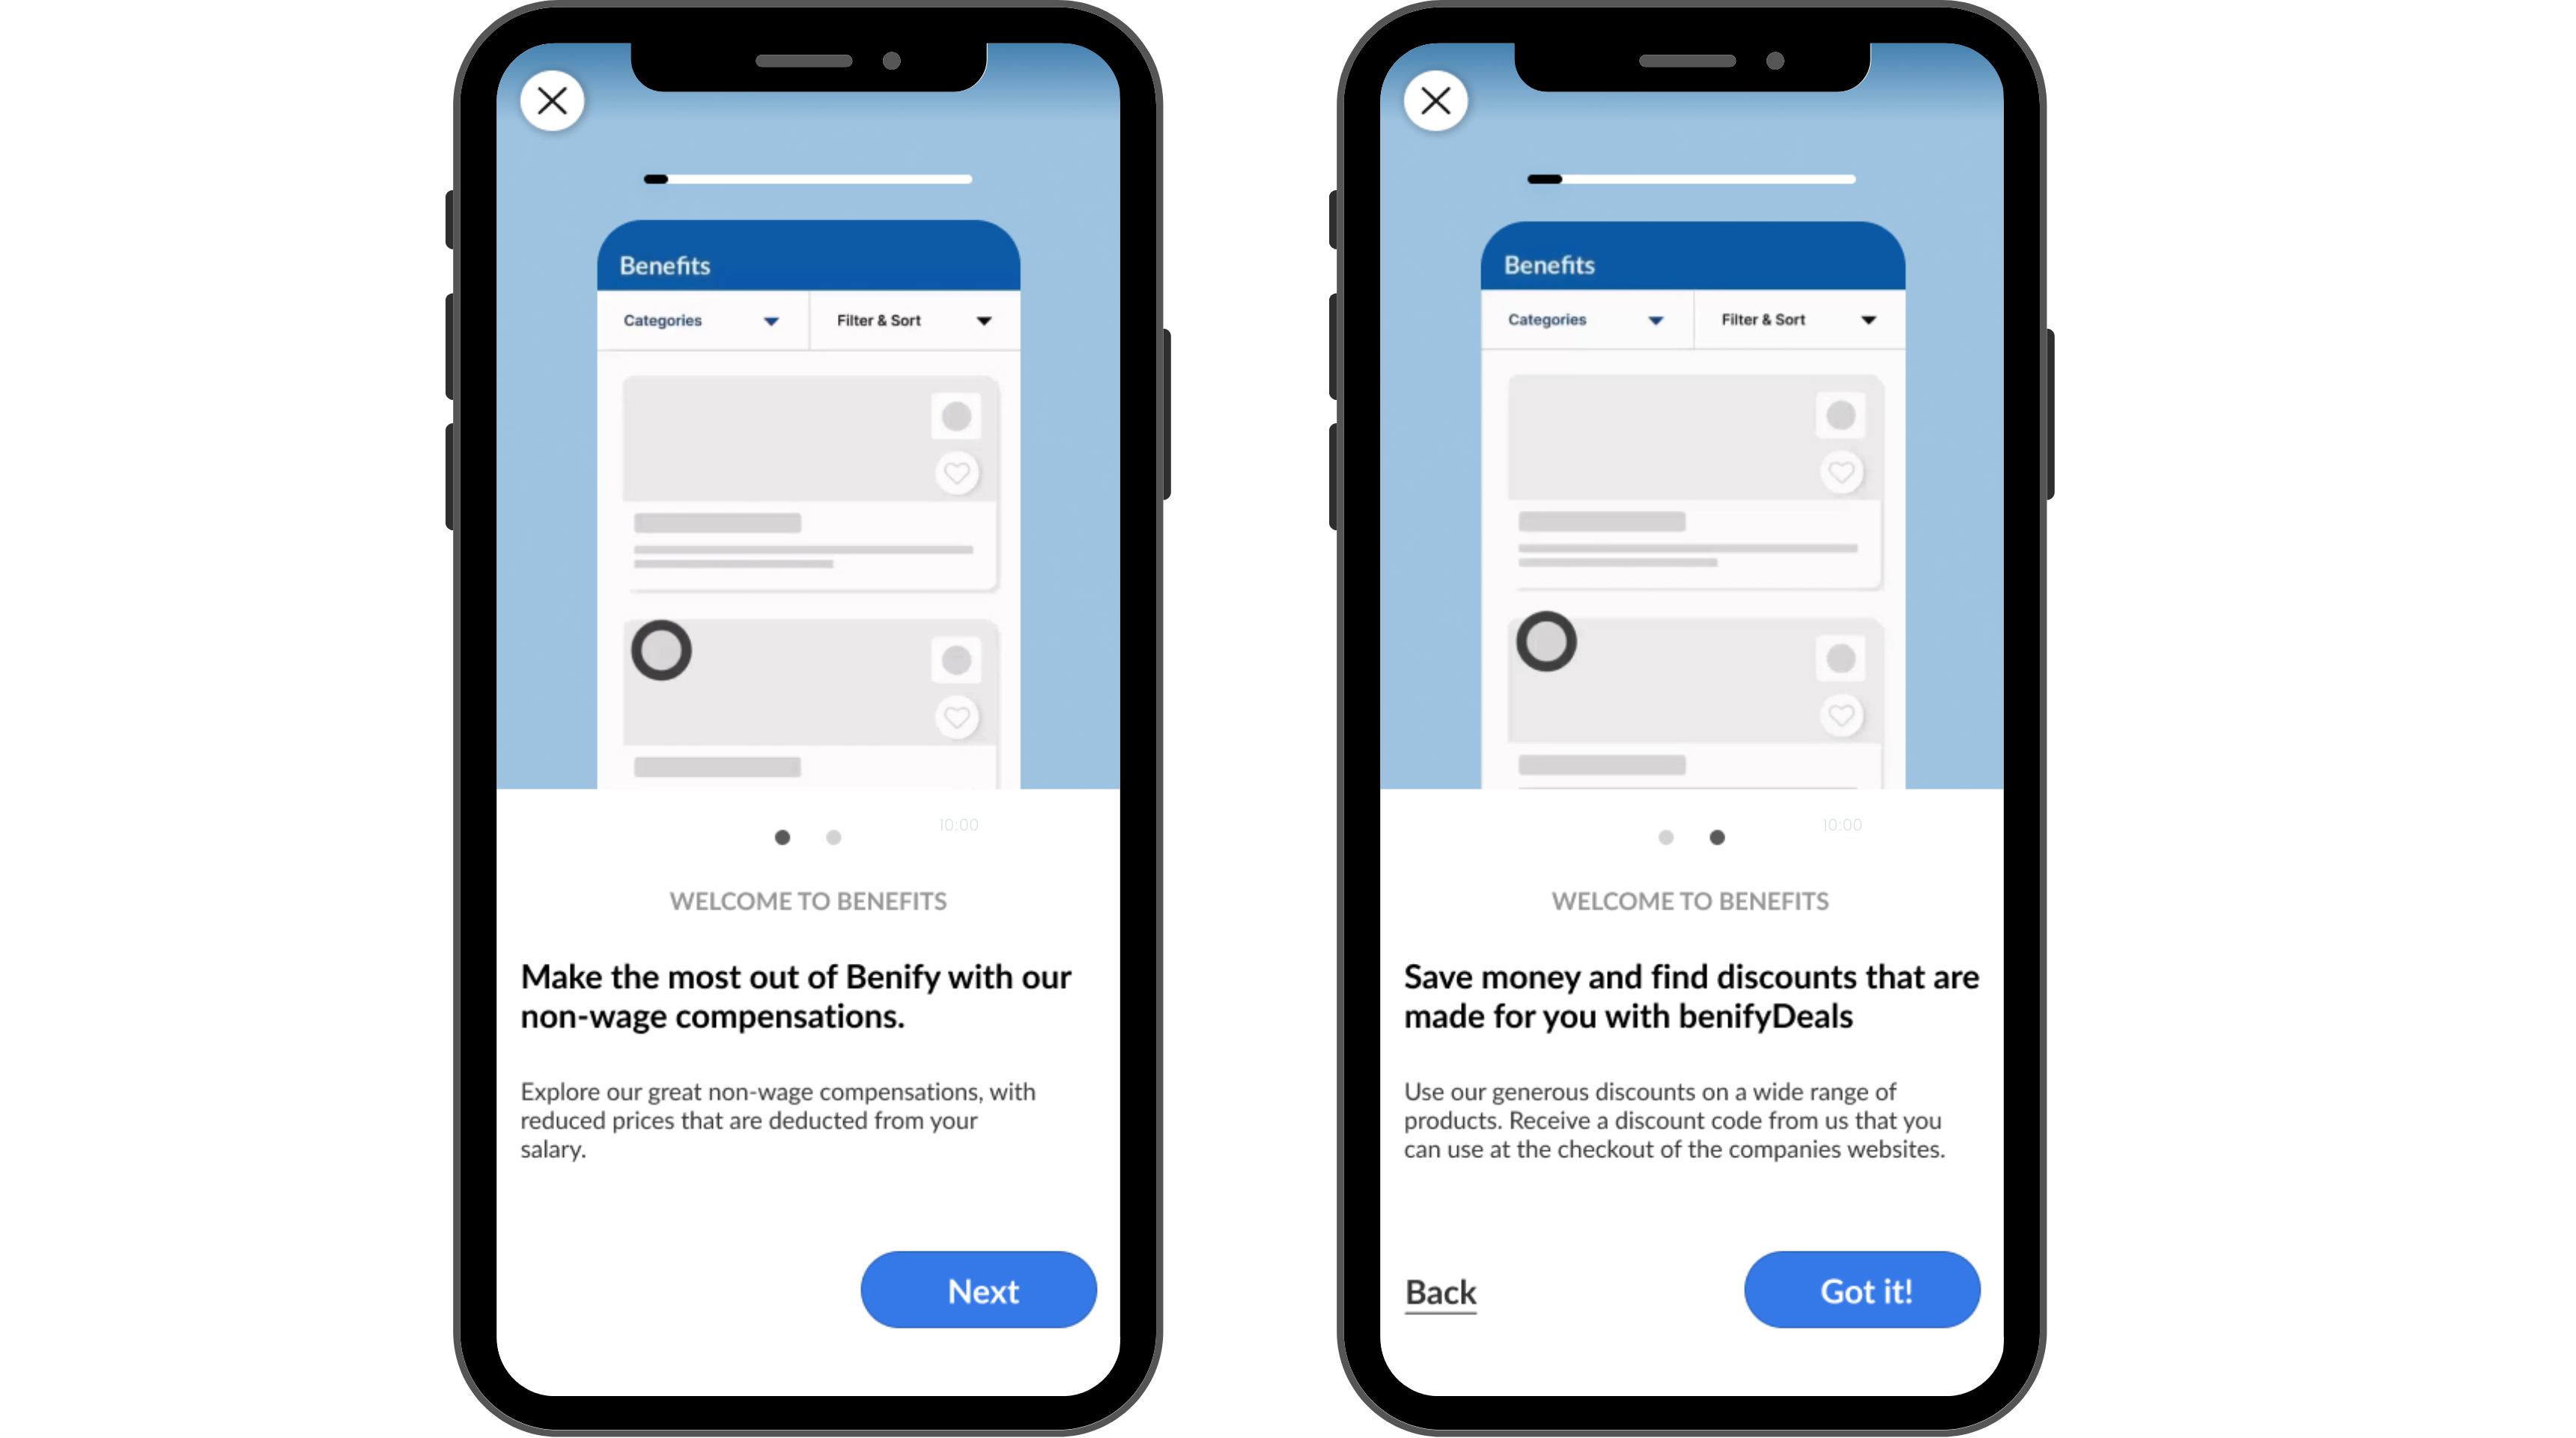 Benefits
Categories
Filter & Sort
10:00
WELCOME TO BENEFITS
Make the most out of Benify with our
non-wage compensations.
Explore our great non-wage compensations, with
reduced prices that are deducted from your
salary.
Next
Benefits
Categories
Filter & Sort
10:00
WELCOME TO BENEFITS
Save money and find discounts that are
made for you with benifyDeals
Use our generous discounts on a wide range of
products. Receive a discount code from us that you
can use at the checkout of the companies websites.
Back
Got it!